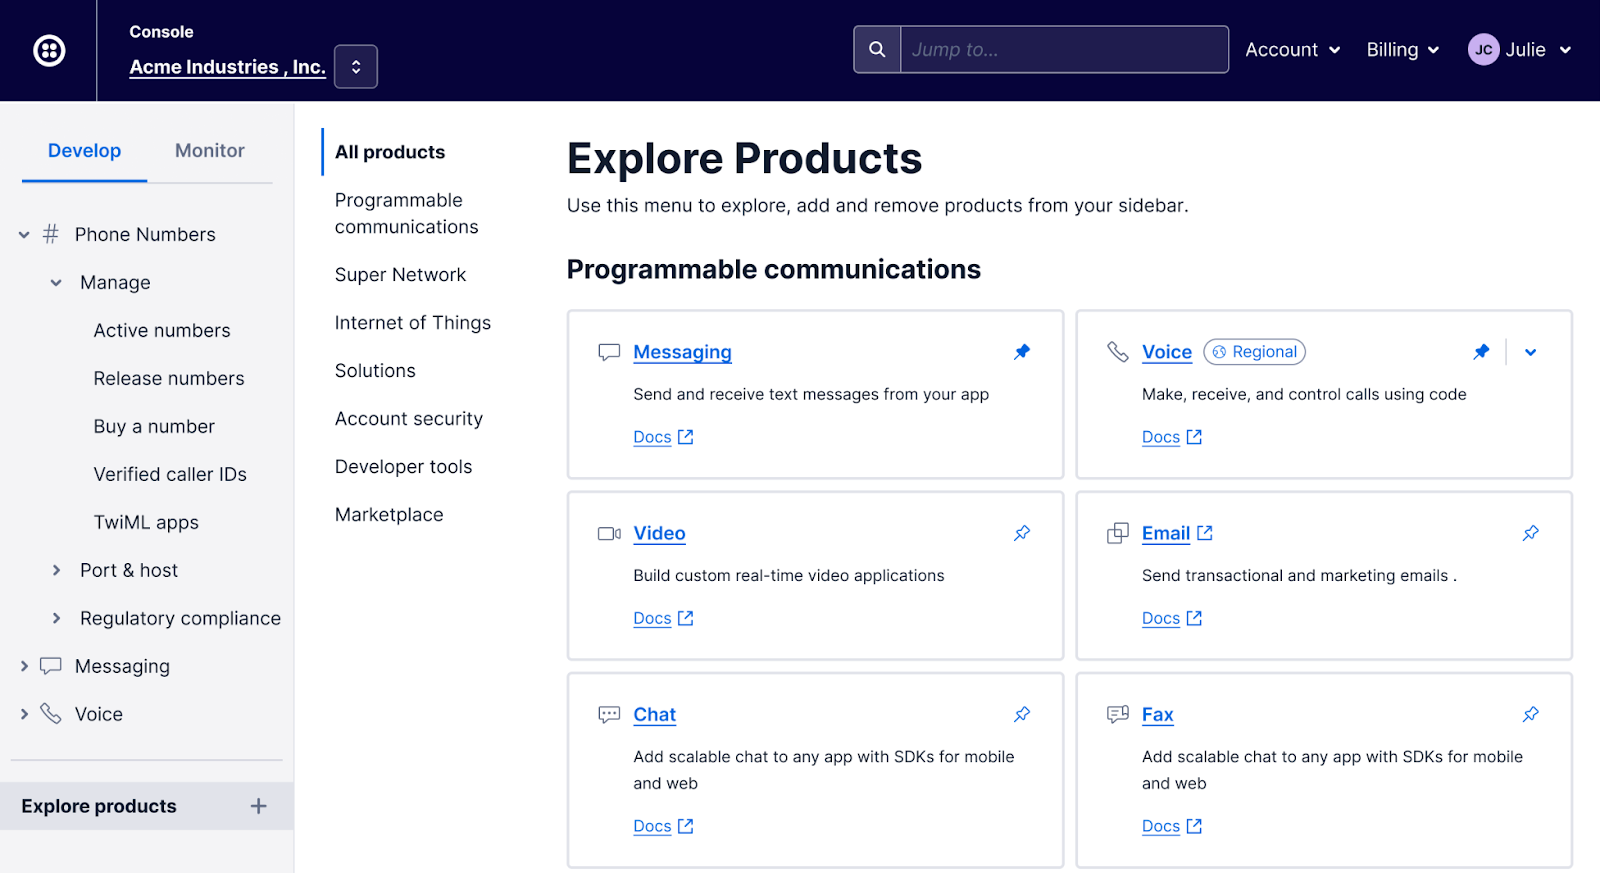 Console
Acme Industries , Inc.
Jump to...
Account
Billing
JC
Julie
Develop
Monitor
Phone Numbers
Manage
Active numbers
Release numbers
Buy a number
Verified caller IDs
TwiML apps
Port & host
Regulatory compliance
Messaging
Voice
Explore products
All products
Programmable
communications
Super Network
Internet of Things
Solutions
Account security
Developer tools
Marketplace
Explore Products
Use this menu to explore, add and remove products from your sidebar.
Programmable communications
Messaging
Send and receive text messages from your app
Docs
Voice
Regional
Make, receive, and control calls using code
Docs
Video
Build custom real-time video applications
Docs
Email
Send transactional and marketing emails .
Docs
Chat
Add scalable chat to any app with SDKs for mobile
and web
Docs
Fax
Add scalable chat to any app with SDKs for mobile
and web
Docs